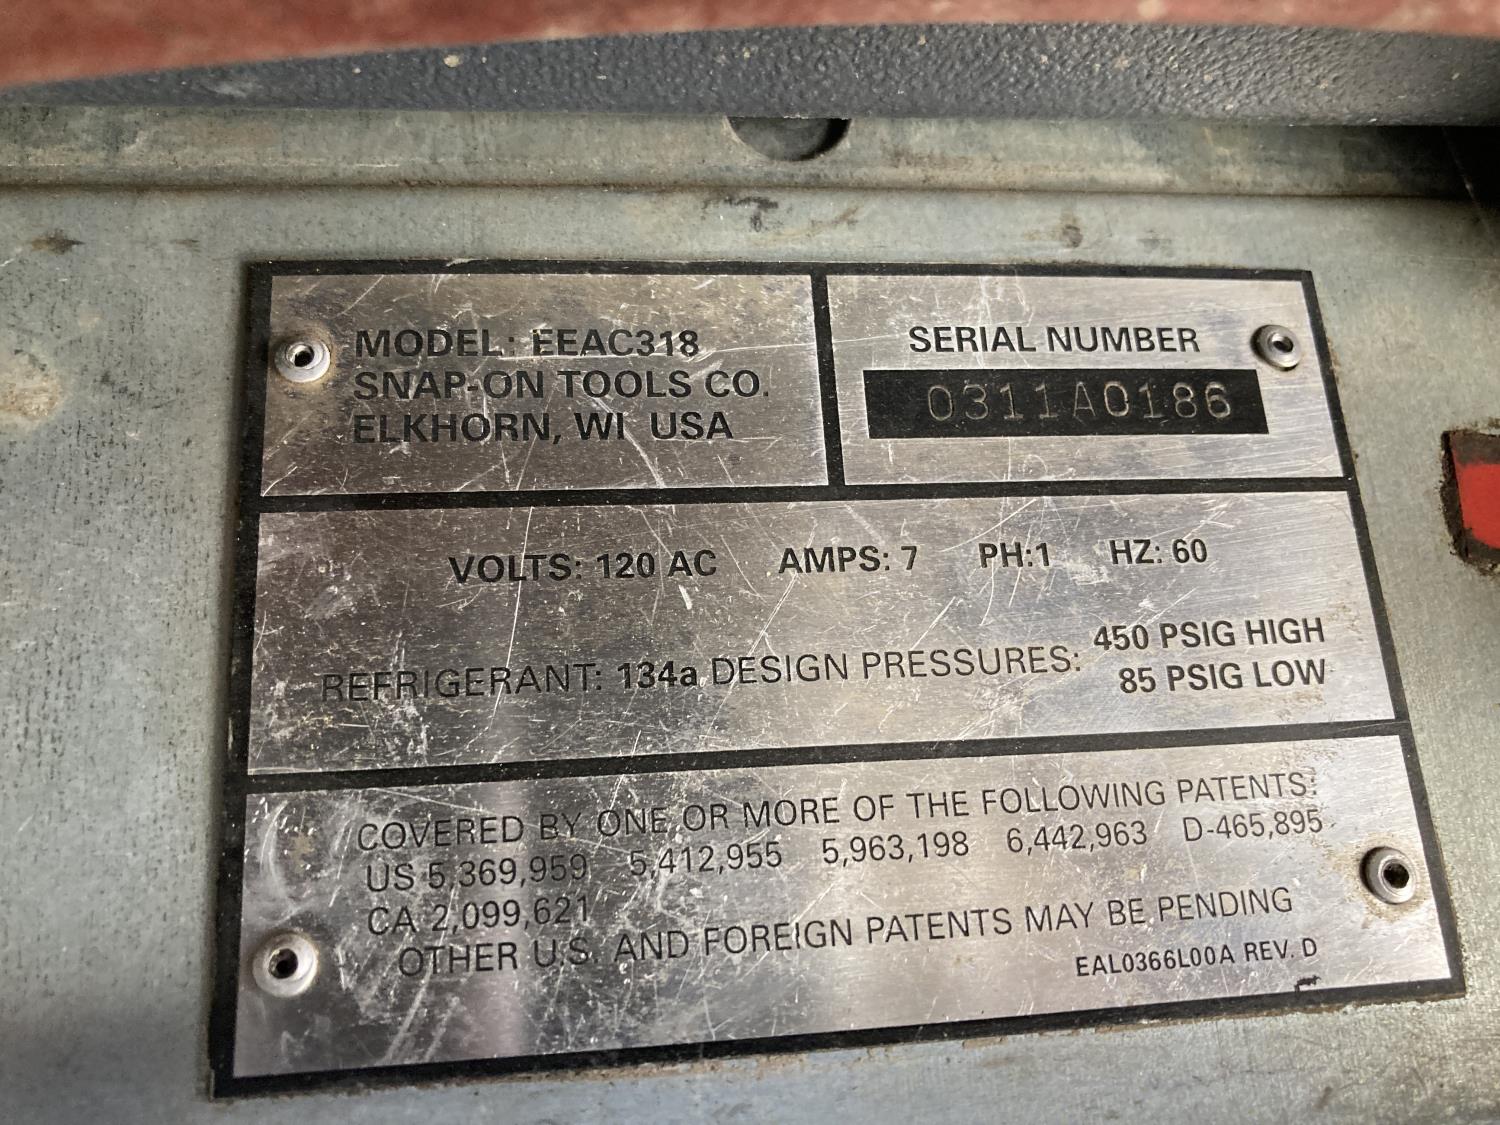 MODEL: EEAC318
SNAP-ON TOOLS CO.
ELKHORN, WI USA
SERIAL NUMBER
0311A0186
VOLTS: 120 AC AMPS: 7 PH:1 HZ: 60
REFRIGERANT: 134a DESIGN PRESSURES: 450 PSIG HIGH
85 PSIG LOW
COVERED BY ONE OR MORE OF THE FOLLOWING PATENTS:
US 5,369,959 5,412,955 5,963,198 6,442,963 D-465,895
CA 2,099,621
OTHER U.S. AND FOREIGN PATENTS MAY BE PENDING
EAL0366L00A REV. D